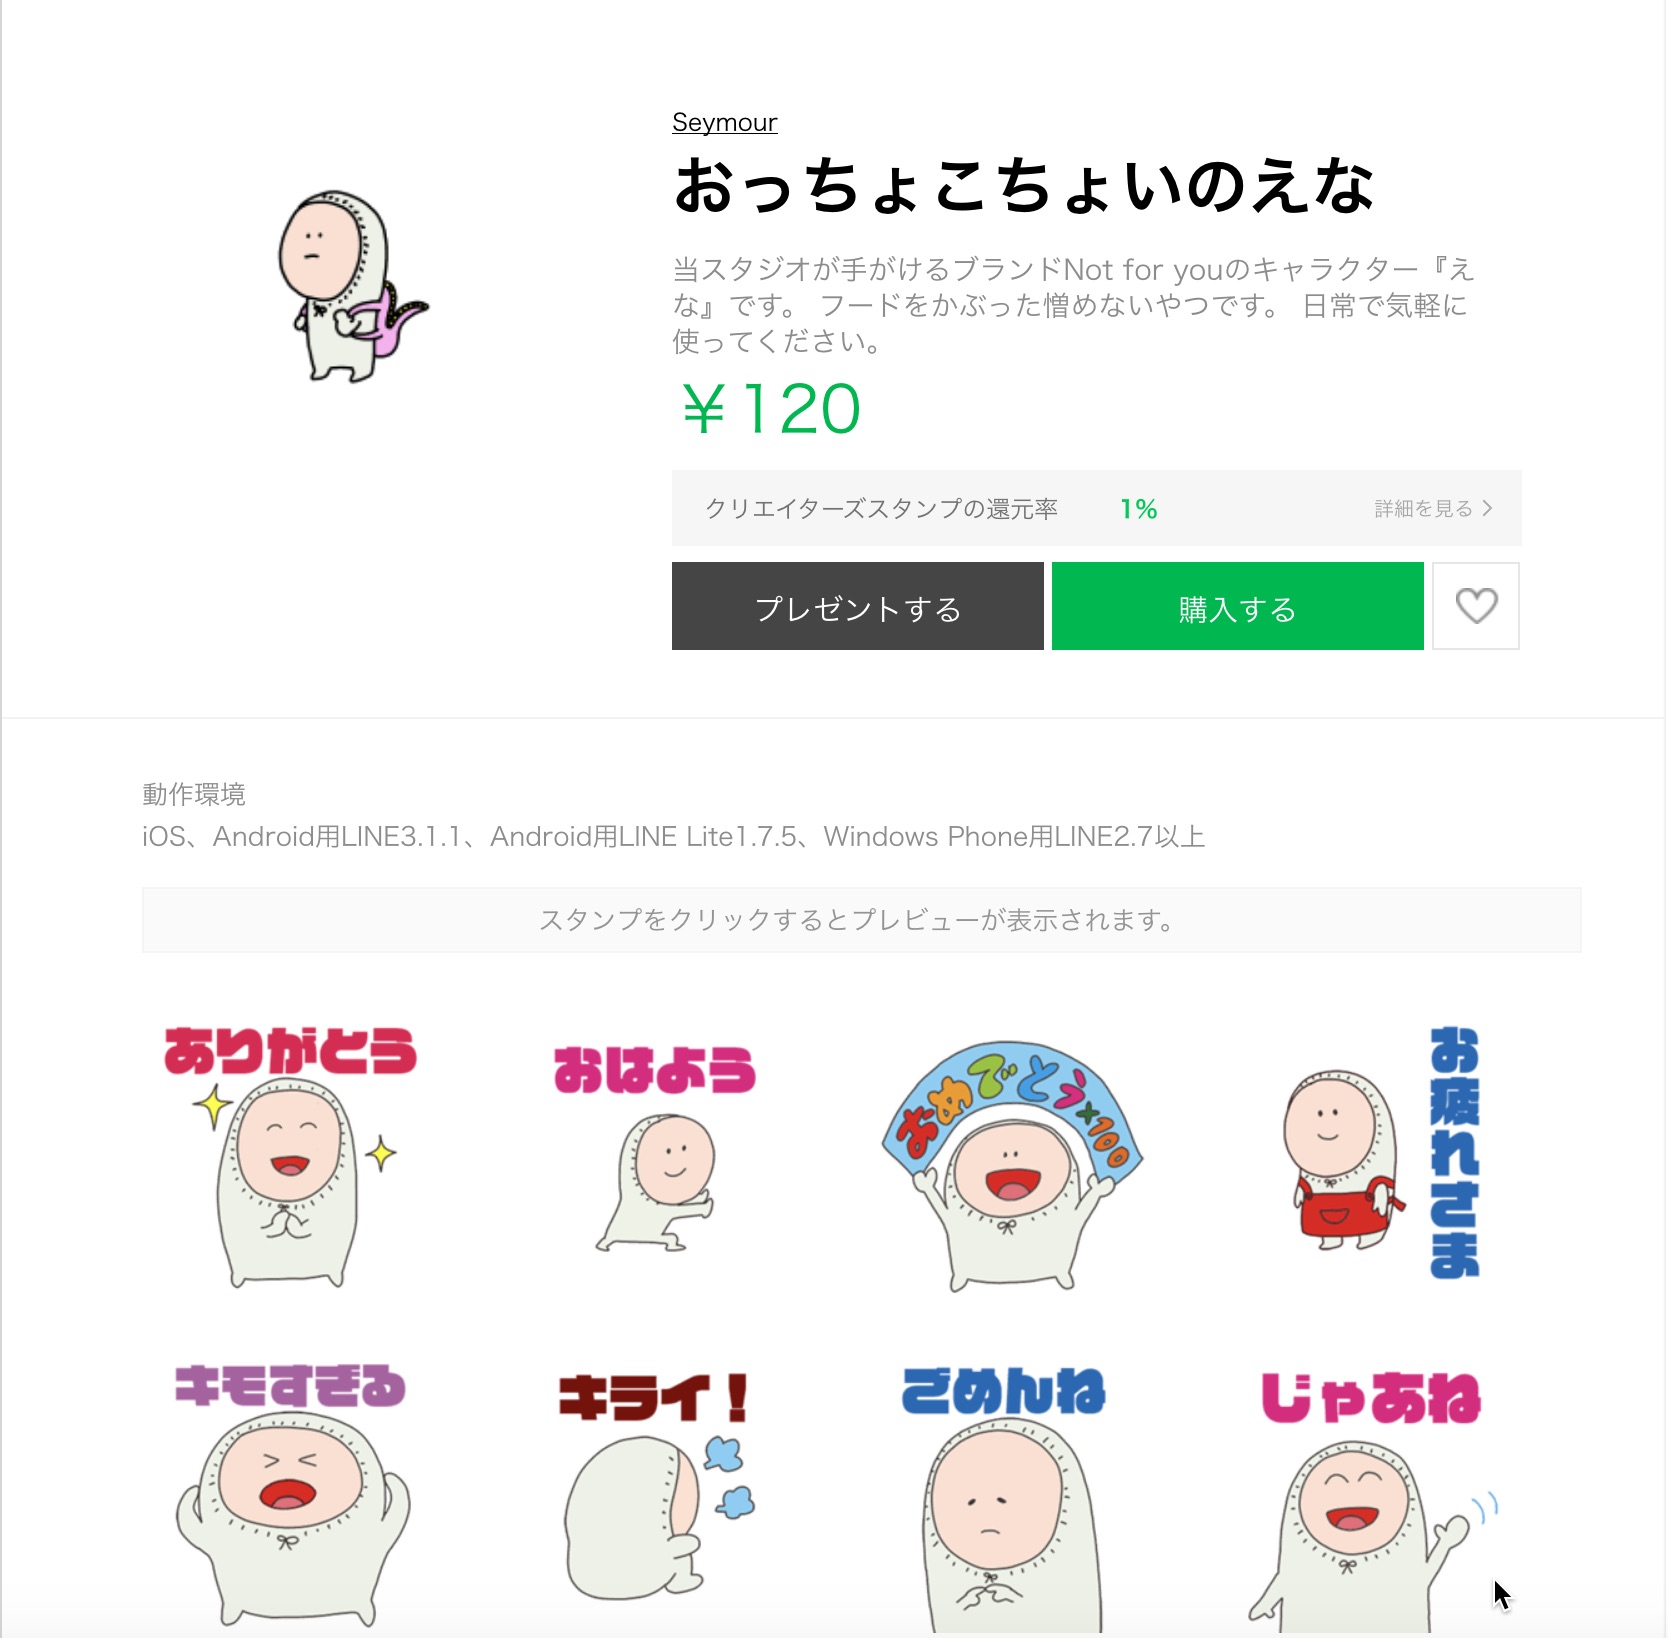 Seymour
おっちょこちょいのえな
当スタジオが手がけるブランドNot for youのキャラクター『え
な』です。 フードをかぶった憎めないやつです。 日常で気軽に
使ってください。
￥120
クリエイターズスタンプの還元率 1% 詳細を見る
プレゼントする 購入する
動作環境
iOS、Android用LINE3.1.1、Android用LINE Lite1.7.5、Windows Phone用LINE2.7以上
スタンプをクリックするとプレビューが表示されます。
ありがとう
おはよう
おめでとう×100
お疲れさま
キモすぎる
キライ！
ごめんね
じゃあね